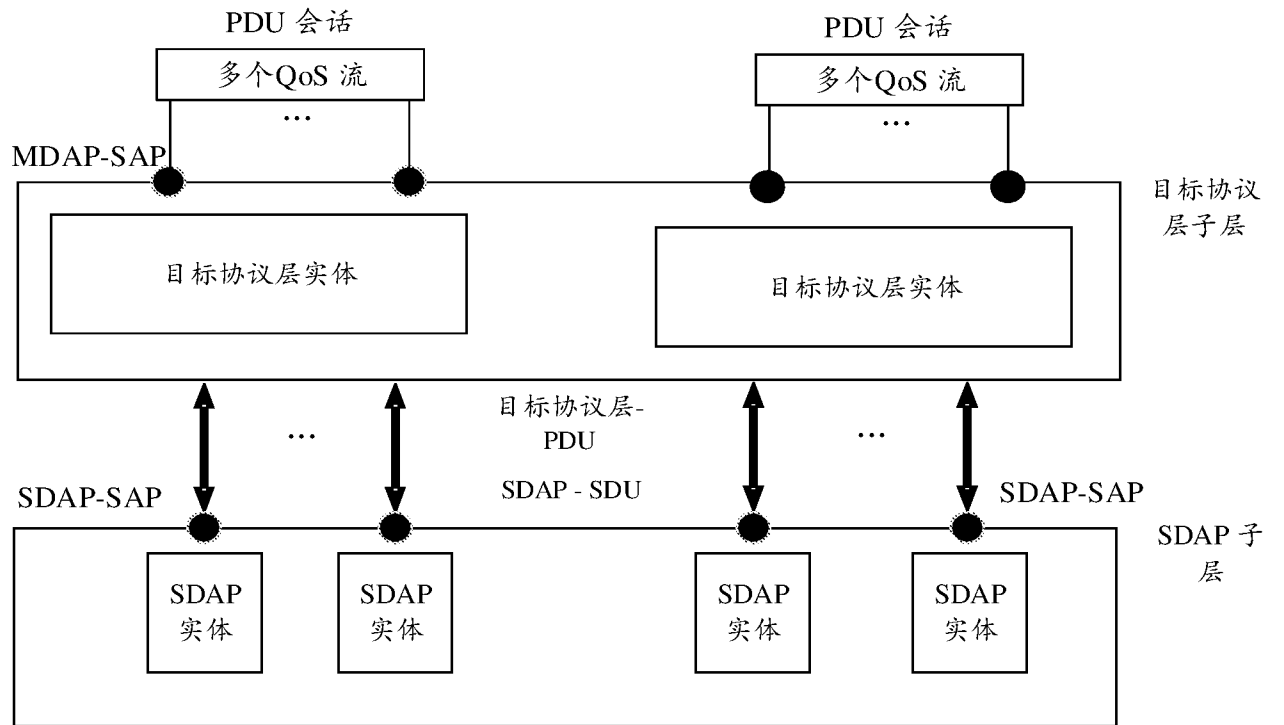 PDU 会话
PDU 会话
多个QoS 流
多个QoS 流
...
...
MDAP-SAP
目标协议
层子层
目标协议层实体
目标协议层实体
目标协议层-
PDU
...
...
SDAP - SDU
SDAP-SAP
SDAP-SAP
SDAP 子
层
SDAP
实体
SDAP
实体
SDAP
实体
SDAP
实体